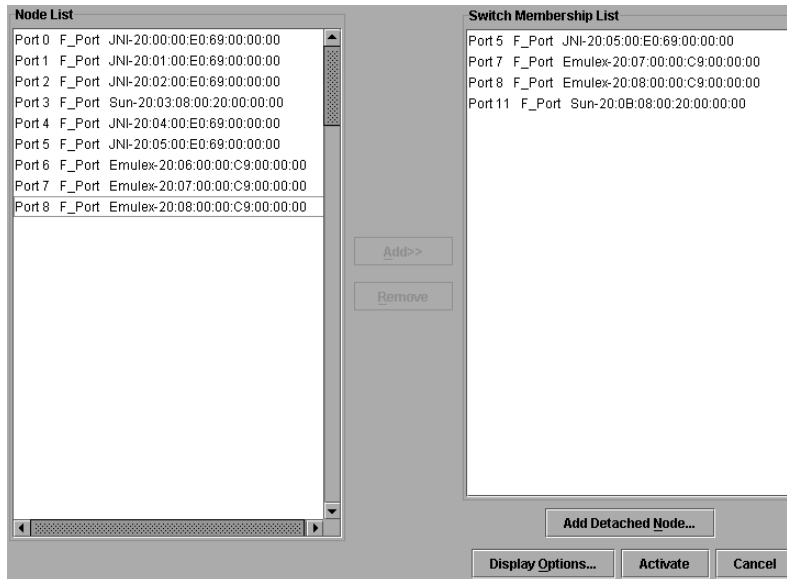 Node List
Port 0 F_Port JNI-20:00:00:E0:69:00:00:00
Port 1 F_Port JNI-20:01:00:E0:69:00:00:00
Port 2 F_Port JNI-20:02:00:E0:69:00:00:00
Port 3 F_Port Sun-20:03:08:00:20:00:00:00
Port 4 F_Port JNI-20:04:00:E0:69:00:00:00
Port 5 F_Port JNI-20:05:00:E0:69:00:00:00
Port 6 F_Port Emulex-20:06:00:00:C9:00:00:00
Port 7 F_Port Emulex-20:07:00:00:C9:00:00:00
Port 8 F_Port Emulex-20:08:00:00:C9:00:00:00
Add>>
Remove
Switch Membership List
Port 5 F_Port JNI-20:05:00:E0:69:00:00:00
Port 7 F_Port Emulex-20:07:00:00:C9:00:00:00
Port 8 F_Port Emulex-20:08:00:00:C9:00:00:00
Port 11 F_Port Sun-20:0B:08:00:20:00:00:00
Add Detached Node...
Display Options...
Activate
Cancel